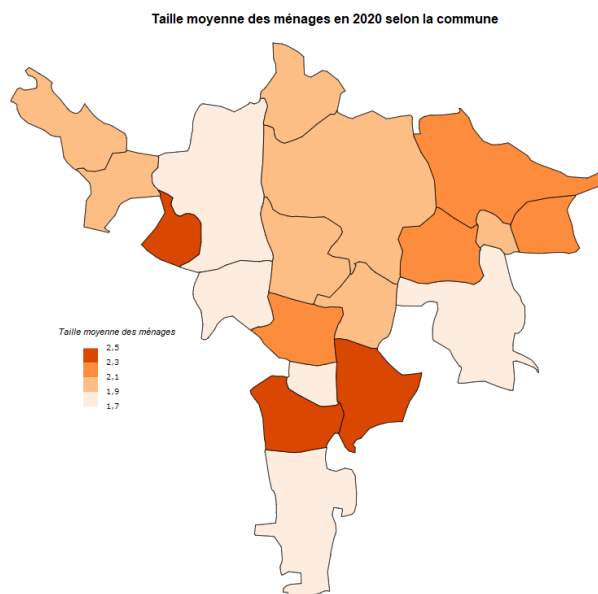 Taille moyenne des ménages en 2020 selon la commune
Taille moyenne des ménages
2,5
2,3
2,1
1,9
1,7